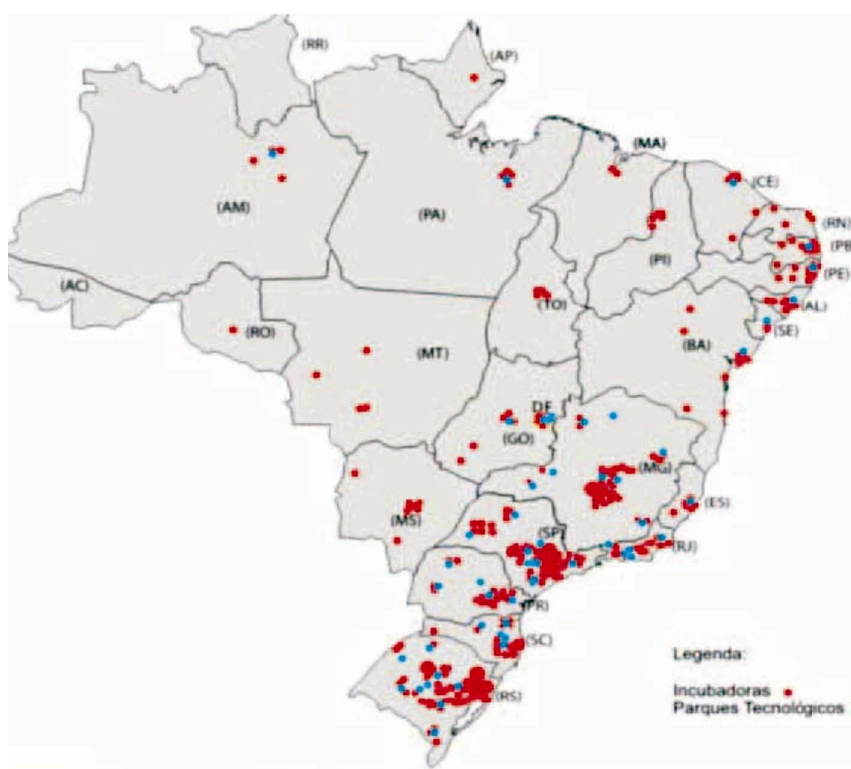 (RR)
(AP)
(MA)
(CE)
(AM)
(PA)
(RN)
(PB
(PI)
(PE)
(AC)
(TO)
(AL)
(RO)
(MT)
(BA)
(SE)
DF
(GO)
(MG)
(ES)
(MS)
(SP)
(RJ)
(PR)
(SC)
(RS)
Legenda:
Incubadoras
Parques Tecnológicos